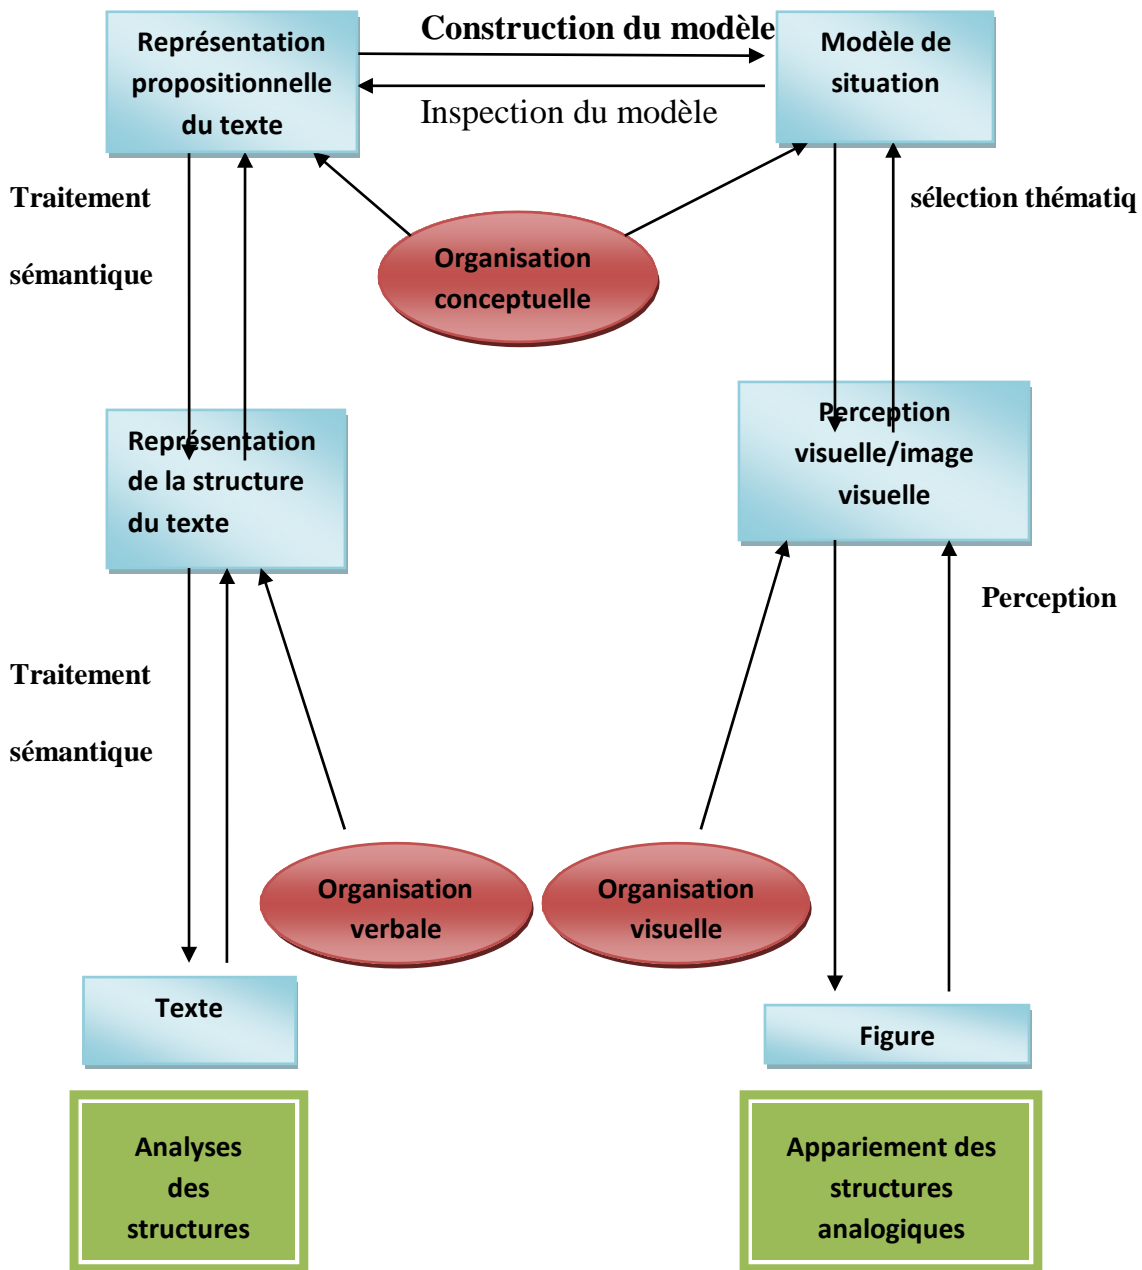 Représentation
propositionnelle
du texte
Construction du modèle
Inspection du modèle
Modèle de
situation
Traitement
sémantique
sélection thématiq
Organisation
conceptuelle
Représentation
de la structure
du texte
Perception
visuelle/image
visuelle
Perception
Traitement
sémantique
Organisation
verbale
Organisation
visuelle
Texte
Figure
Analyses
des
structures
Appariement des
structures
analogiques